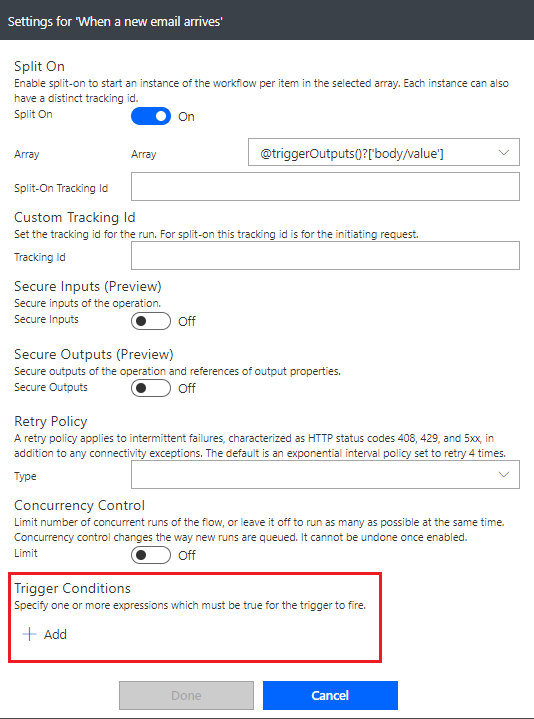 Settings for 'When a new email arrives'
Split On
Enable split-on to start an instance of the workflow per item in the selected array. Each instance can also
have a distinct tracking id.
Split On
On
Array Array @triggerOutputs()?['body/value']
Split-On Tracking Id
Custom Tracking Id
Set the tracking id for the run. For split-on this tracking id is for the initiating request.
Tracking Id
Secure Inputs (Preview)
Secure inputs of the operation.
Secure Inputs
Off
Secure Outputs (Preview)
Secure outputs of the operation and references of output properties.
Secure Outputs
Off
Retry Policy
A retry policy applies to intermittent failures, characterized as HTTP status codes 408, 429, and 5xx, in
addition to any connectivity exceptions. The default is an exponential interval policy set to retry 4 times.
Type
Concurrency Control
Limit number of concurrent runs of the flow, or leave it off to run as many as possible at the same time.
Concurrency control changes the way new runs are queued. It cannot be undone once enabled.
Limit
Off
Trigger Conditions
Specify one or more expressions which must be true for the trigger to fire.
+ Add
Done Cancel